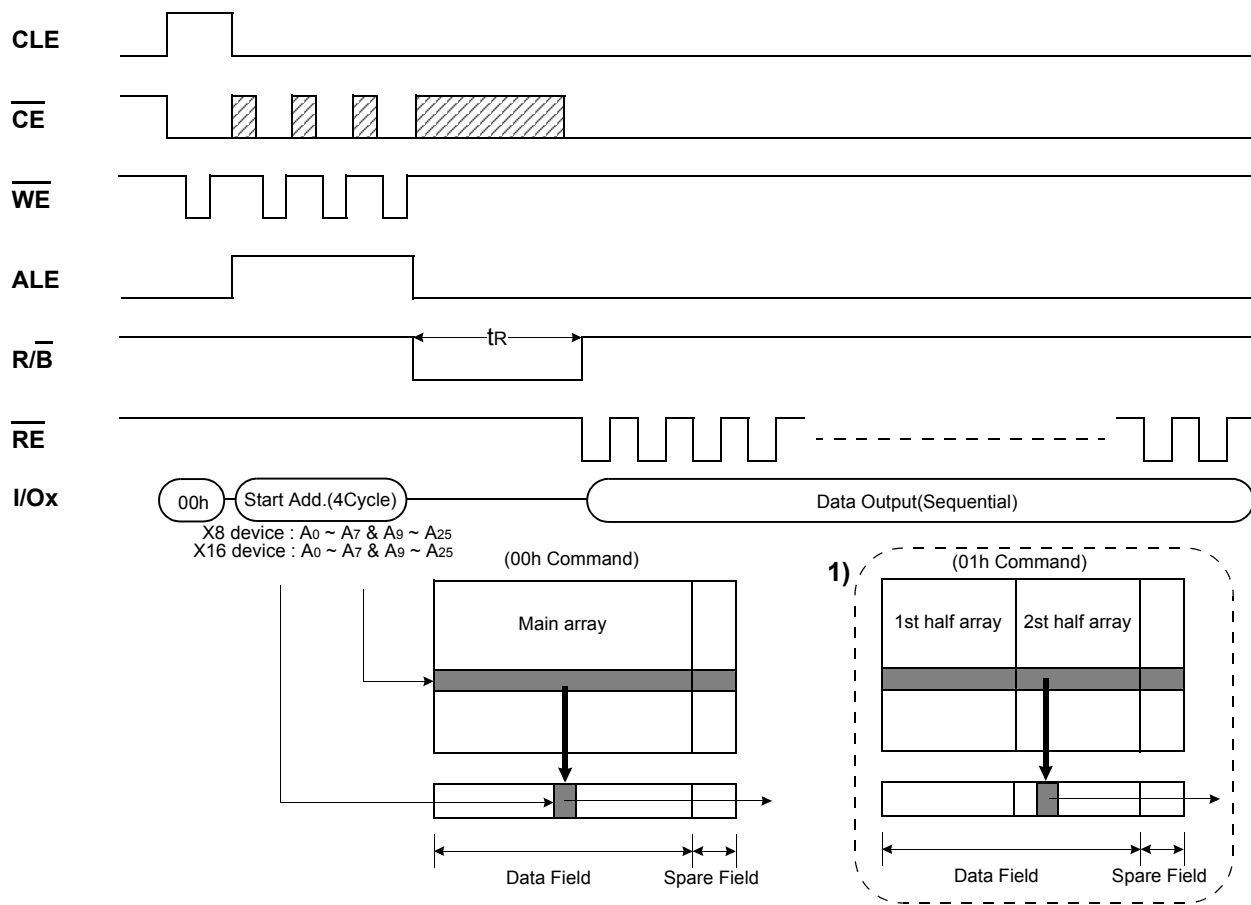 CLE
CE
WE
ALE
R/B
tR
RE
I/Ox
00h
Start Add.(4Cycle)
Data Output(Sequential)
X8 device : A0 ~ A7 & A9 ~ A25
X16 device : A0 ~ A7 & A9 ~ A25
(00h Command)
Main array
Data Field
Spare Field
1)
(01h Command)
1st half array
2st half array
Data Field
Spare Field